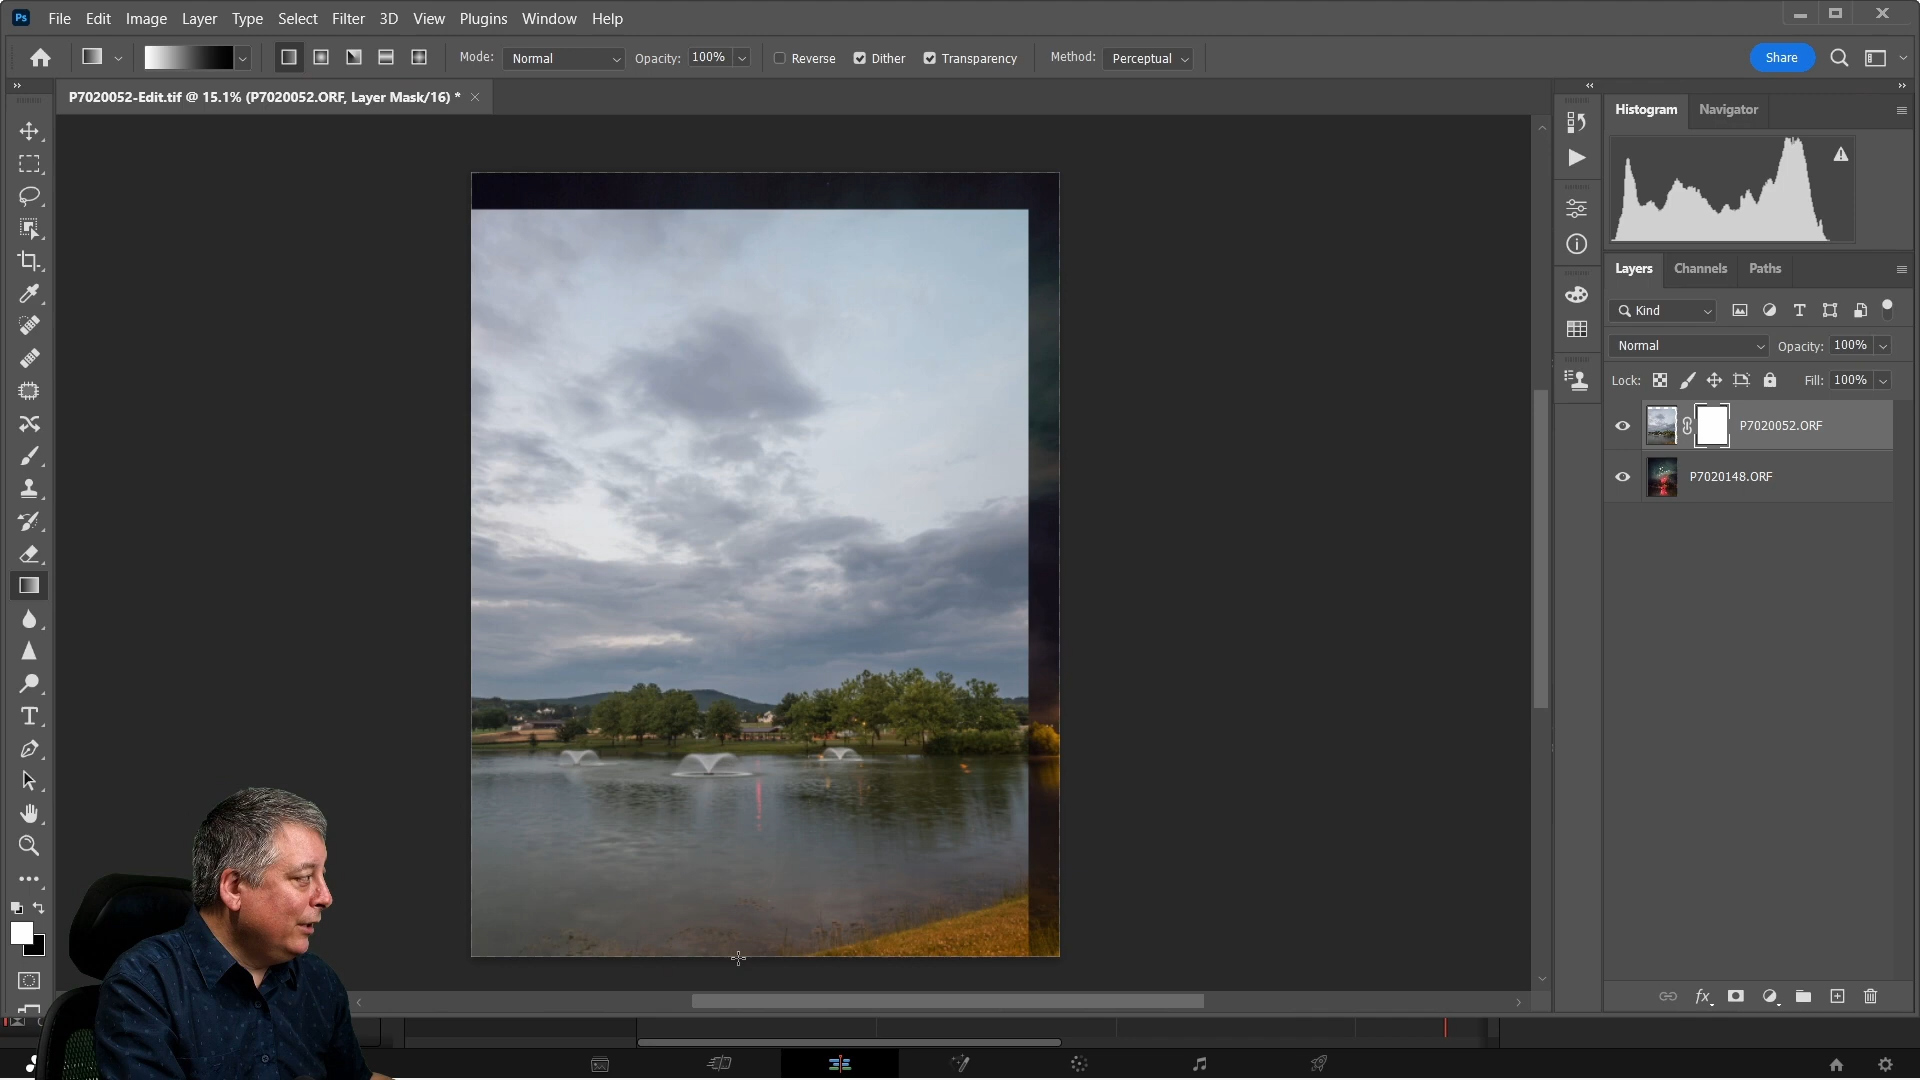 Ps File Edit Image Layer Type Select Filter 3D View Plugins Window Help
Mode: Normal Opacity: 100% Reverse Dither Transparency Method: Perceptual Share
P7020052-Edit.tif @ 15.1% (P7020052.ORF, Layer Mask/16) *
Histogram Navigator
Layers Channels Paths
Kind
Normal Opacity: 100%
Lock: Fill: 100%
P7020052.ORF
P7020148.ORF